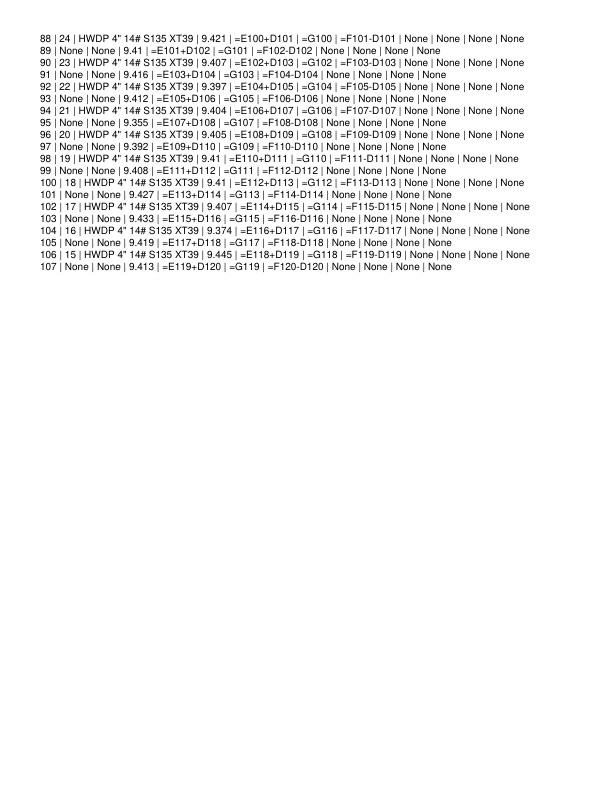 88 | 24 | HWDP 4" 14# S135 XT39 | 9.421 | =E100+D101 | =G100 | =F101-D101 | None | None | None | None
89 | None | None | 9.41 | =E101+D102 | =G101 | =F102-D102 | None | None | None | None
90 | 23 | HWDP 4" 14# S135 XT39 | 9.407 | =E102+D103 | =G102 | =F103-D103 | None | None | None | None
91 | None | None | 9.416 | =E103+D104 | =G103 | =F104-D104 | None | None | None | None
92 | 22 | HWDP 4" 14# S135 XT39 | 9.397 | =E104+D105 | =G104 | =F105-D105 | None | None | None | None
93 | None | None | 9.412 | =E105+D106 | =G105 | =F106-D106 | None | None | None | None
94 | 21 | HWDP 4" 14# S135 XT39 | 9.404 | =E106+D107 | =G106 | =F107-D107 | None | None | None | None
95 | None | None | 9.355 | =E107+D108 | =G107 | =F108-D108 | None | None | None | None
96 | 20 | HWDP 4" 14# S135 XT39 | 9.405 | =E108+D109 | =G108 | =F109-D109 | None | None | None | None
97 | None | None | 9.392 | =E109+D110 | =G109 | =F110-D110 | None | None | None | None
98 | 19 | HWDP 4" 14# S135 XT39 | 9.41 | =E110+D111 | =G110 | =F111-D111 | None | None | None | None
99 | None | None | 9.408 | =E111+D112 | =G111 | =F112-D112 | None | None | None | None
100 | 18 | HWDP 4" 14# S135 XT39 | 9.41 | =E112+D113 | =G112 | =F113-D113 | None | None | None | None
101 | None | None | 9.427 | =E113+D114 | =G113 | =F114-D114 | None | None | None | None
102 | 17 | HWDP 4" 14# S135 XT39 | 9.407 | =E114+D115 | =G114 | =F115-D115 | None | None | None | None
103 | None | None | 9.433 | =E115+D116 | =G115 | =F116-D116 | None | None | None | None
104 | 16 | HWDP 4" 14# S135 XT39 | 9.374 | =E116+D117 | =G116 | =F117-D117 | None | None | None | None
105 | None | None | 9.419 | =E117+D118 | =G117 | =F118-D118 | None | None | None | None
106 | 15 | HWDP 4" 14# S135 XT39 | 9.445 | =E118+D119 | =G118 | =F119-D119 | None | None | None | None
107 | None | None | 9.413 | =E119+D120 | =G119 | =F120-D120 | None | None | None | None